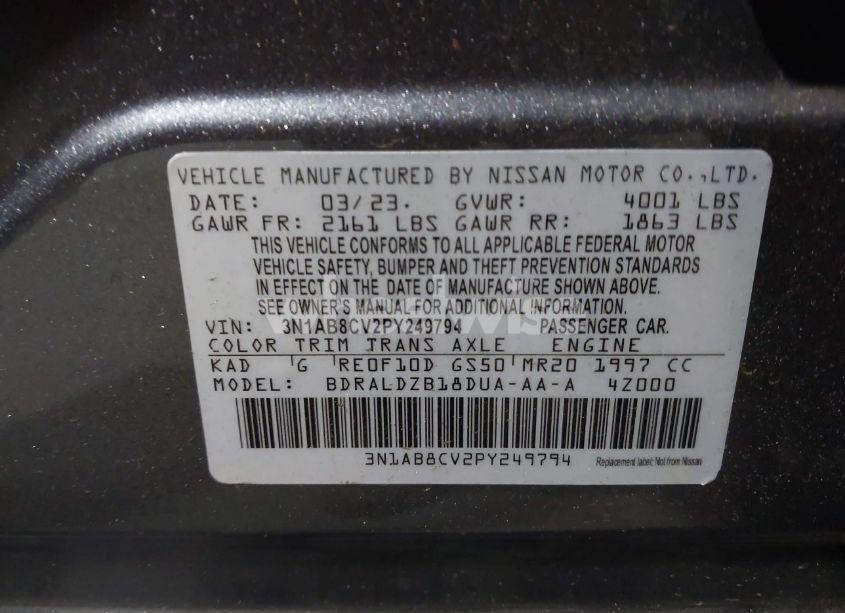 VEHICLE MANUFACTURED BY NISSAN MOTOR CO.,LTD.
DATE: 03/23. GVWR: 4001 LBS
GAWR FR: 2161 LBS GAWR RR: 1863 LBS
THIS VEHICLE CONFORMS TO ALL APPLICABLE FEDERAL MOTOR
VEHICLE SAFETY, BUMPER AND THEFT PREVENTION STANDARDS
IN EFFECT ON THE DATE OF MANUFACTURE SHOWN ABOVE.
SEE OWNER'S MANUAL FOR ADDITIONAL INFORMATION.
VIN: 3N1AB8CV2PY249794 PASSENGER CAR.
COLOR TRIM TRANS AXLE ENGINE
KAD G RE0F10D GS50 MR20 1997 CC
MODEL: BDRALDZB18DUA-AA-A 4Z000
3N1AB8CV2PY249794
Replacement label: Not from Nissan